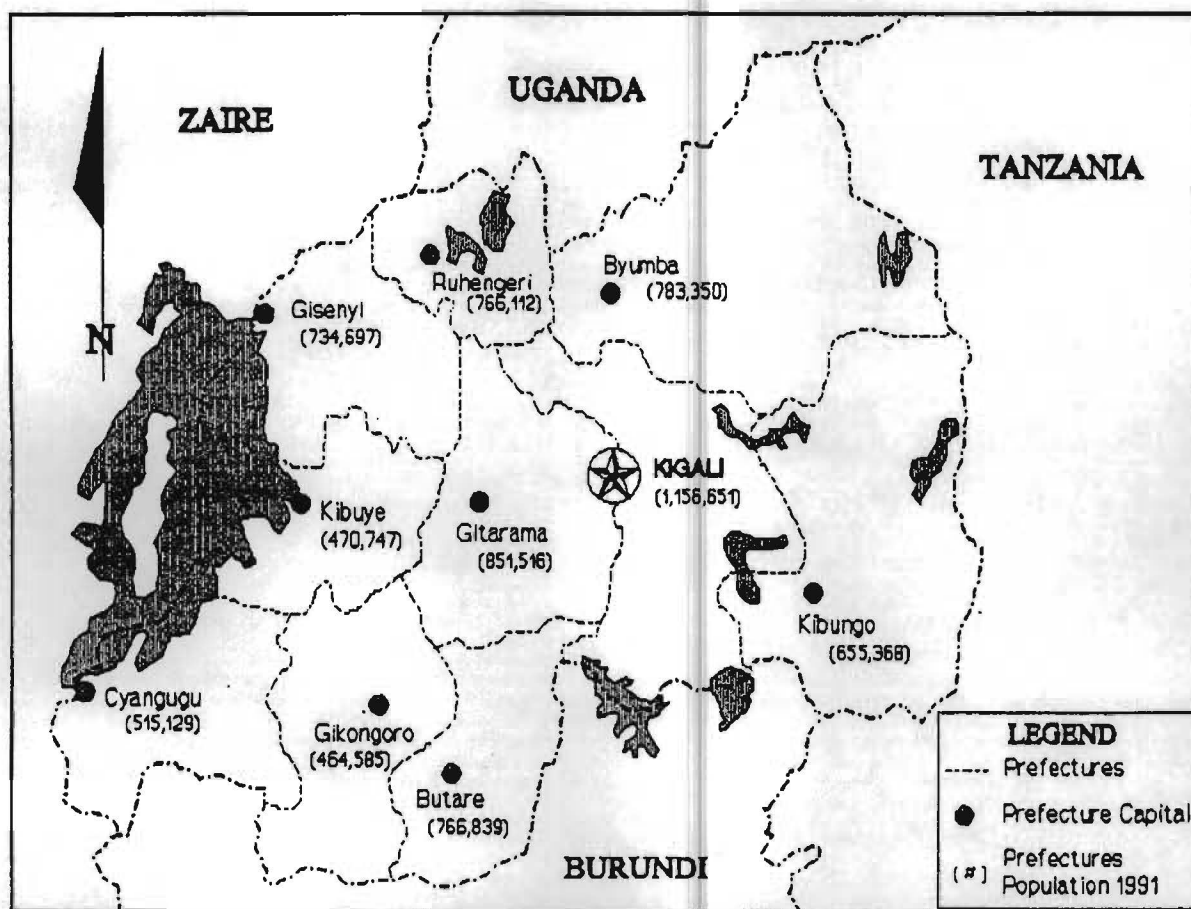 UGANDA
ZAIRE
TANZANIA
N
Ruhengeri
(766,112)
Byumba
(783,350)
Gisenyi
(734,697)
KIGALI
(1,156,651)
Kibuye
(470,747)
Gitarama
(851,516)
Kibungo
(655,368)
Cyangugu
(515,129)
Gikongoro
(464,585)
Butare
(766,839)
BURUNDI
LEGEND
Prefectures
Prefecture Capital
(#) Prefectures
Population 1991